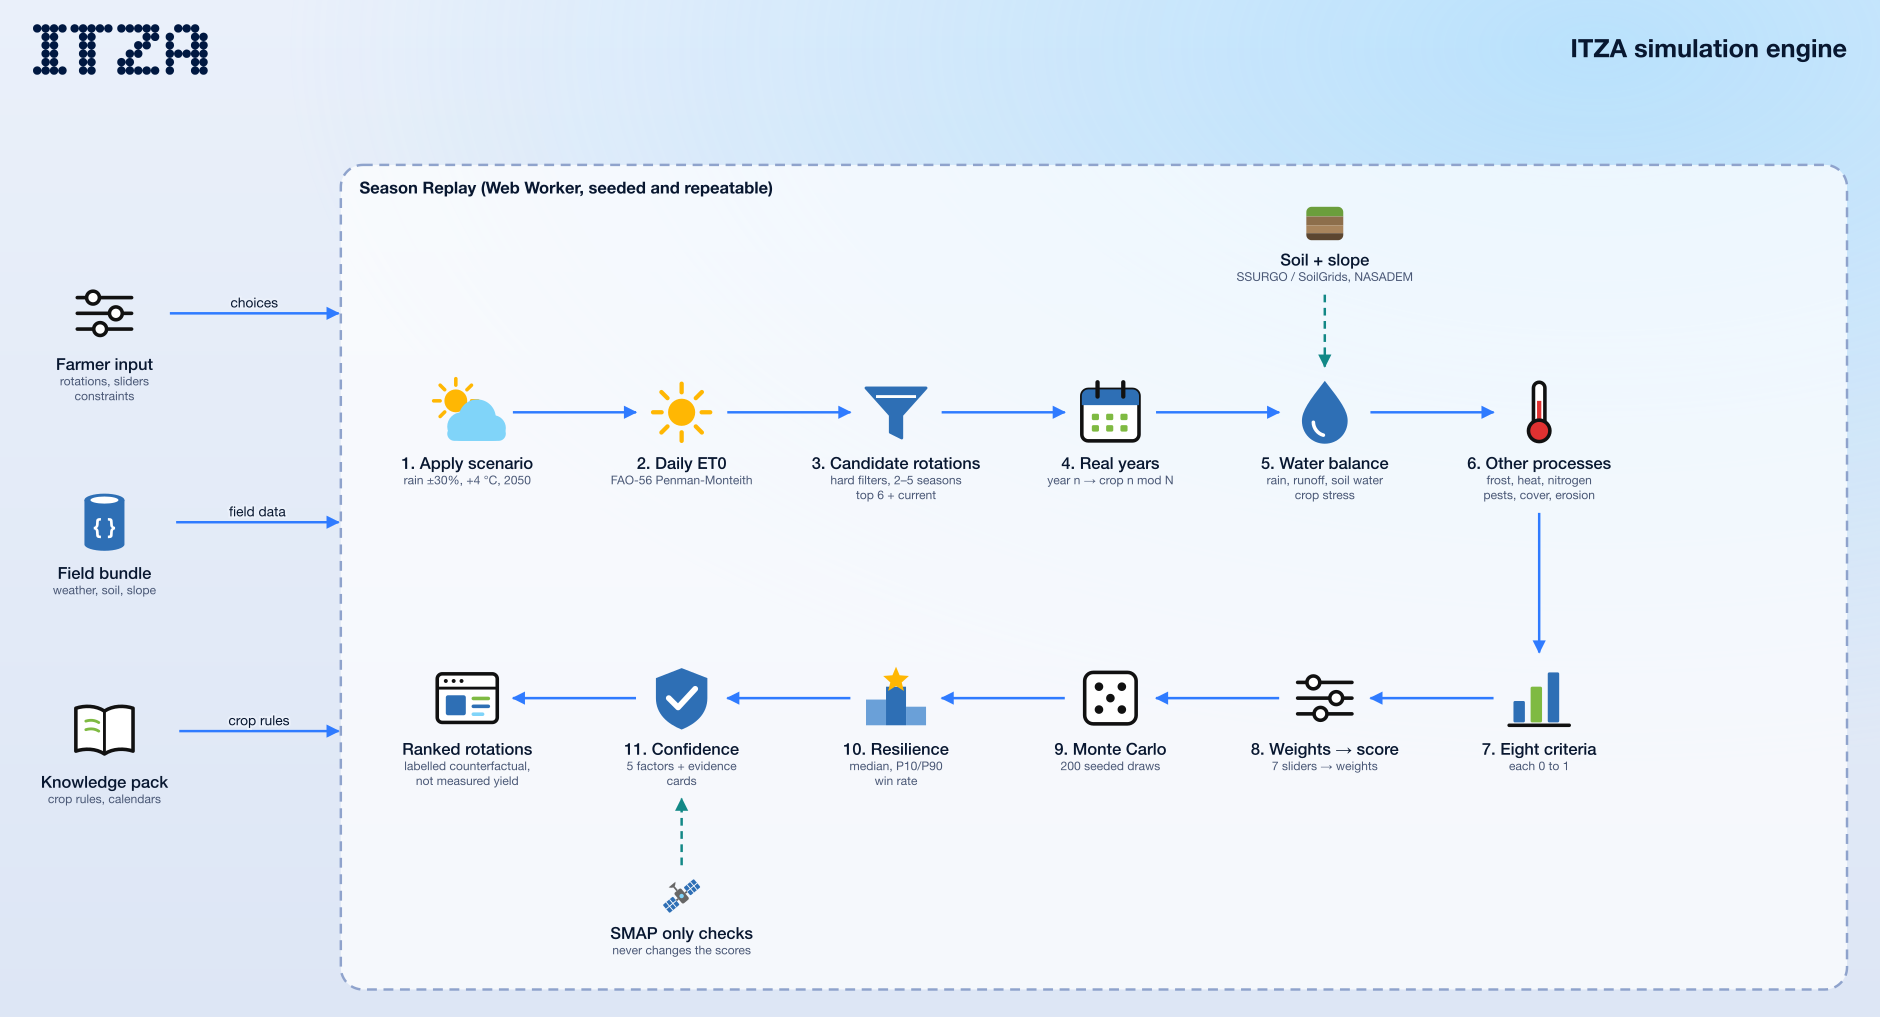 ITZA
ITZA simulation engine
Season Replay (Web Worker, seeded and repeatable)
Soil + slope
SSURGO / SoilGrids, NASADEM
choices
Farmer input
rotations, sliders
constraints
1. Apply scenario
rain ±30%, +4 °C, 2050
2. Daily ET0
FAO-56 Penman-Monteith
3. Candidate rotations
hard filters, 2–5 seasons
top 6 + current
4. Real years
year n → crop n mod N
5. Water balance
rain, runoff, soil water
crop stress
6. Other processes
frost, heat, nitrogen
pests, cover, erosion
field data
{ }
Field bundle
weather, soil, slope
crop rules
Knowledge pack
crop rules, calendars
Ranked rotations
labelled counterfactual,
not measured yield
11. Confidence
5 factors + evidence
cards
10. Resilience
median, P10/P90
win rate
9. Monte Carlo
200 seeded draws
8. Weights → score
7 sliders → weights
7. Eight criteria
each 0 to 1
SMAP only checks
never changes the scores